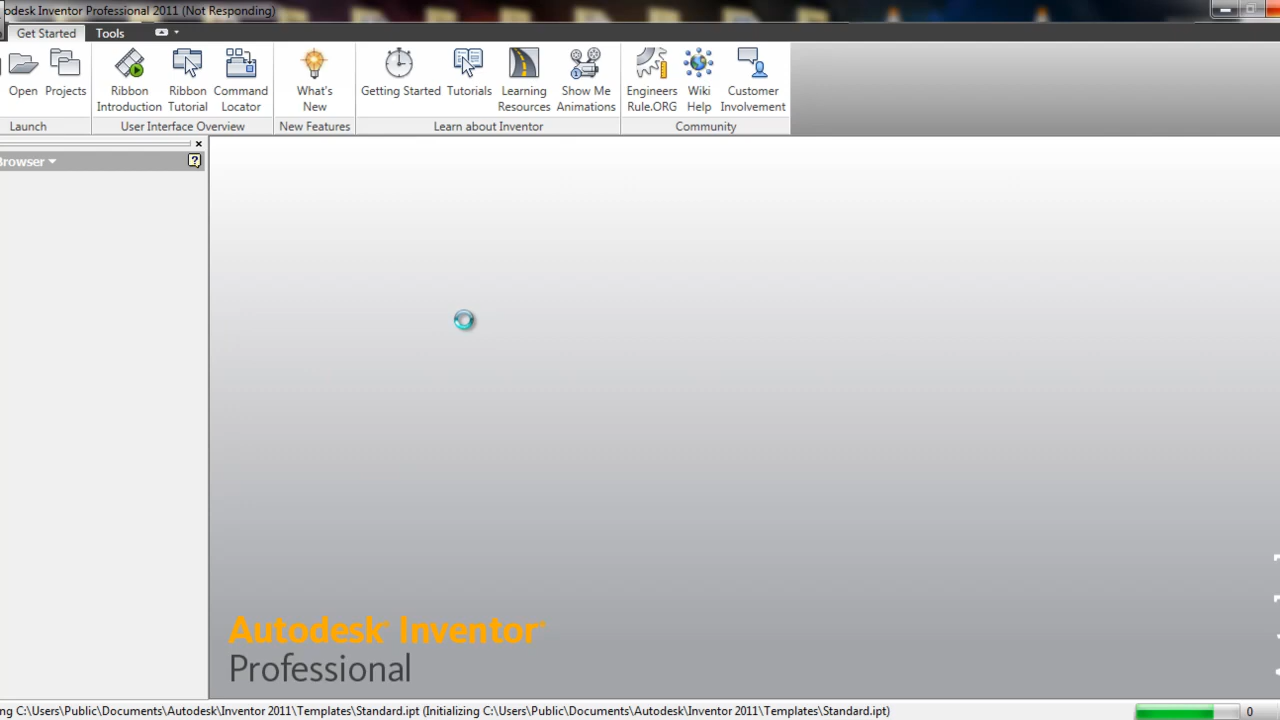 odesk Inventor Professional 2011 (Not Responding)
Get Started Tools
Open Projects Ribbon Introduction Ribbon Tutorial Command Locator What's New Getting Started Tutorials Learning Resources Show Me Animations Engineers Rule.ORG Wiki Help Customer Involvement
Launch User Interface Overview New Features Learn about Inventor Community
Browser
Autodesk Inventor
Professional
ng C:\Users\Public\Documents\Autodesk\Inventor 2011\Templates\Standard.ipt (Initializing C:\Users\Public\Documents\Autodesk\Inventor 2011\Templates\Standard.ipt) 0